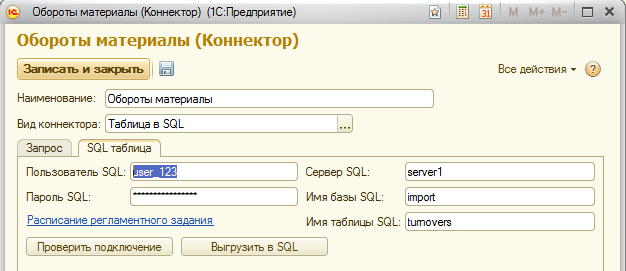 Обороты материалы (Коннектор) (1С:Предприятие)
M M+ M-
Обороты материалы (Коннектор)
Записать и закрыть
Все действия
?
Наименование: Обороты материалы
Вид коннектора: Таблица в SQL ...
Запрос SQL таблица
Пользователь SQL: user_123 Сервер SQL: server1
Пароль SQL: **************** Имя базы SQL: import
Расписание регламентного задания Имя таблицы SQL: turnovers
Проверить подключение Выгрузить в SQL